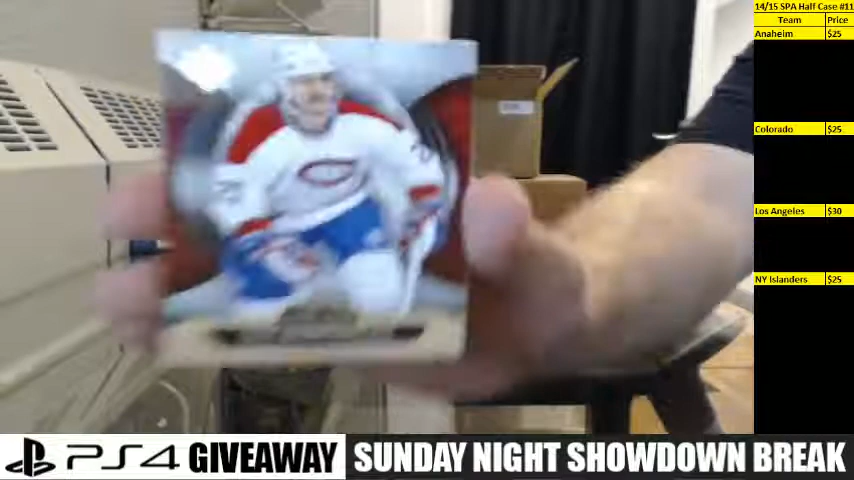 14/15 SPA Half Case #11
Team Price
Anaheim $25
Colorado $25
Los Angeles $30
NY Islanders $25
PS4 GIVEAWAY SUNDAY NIGHT SHOWDOWN BREAK